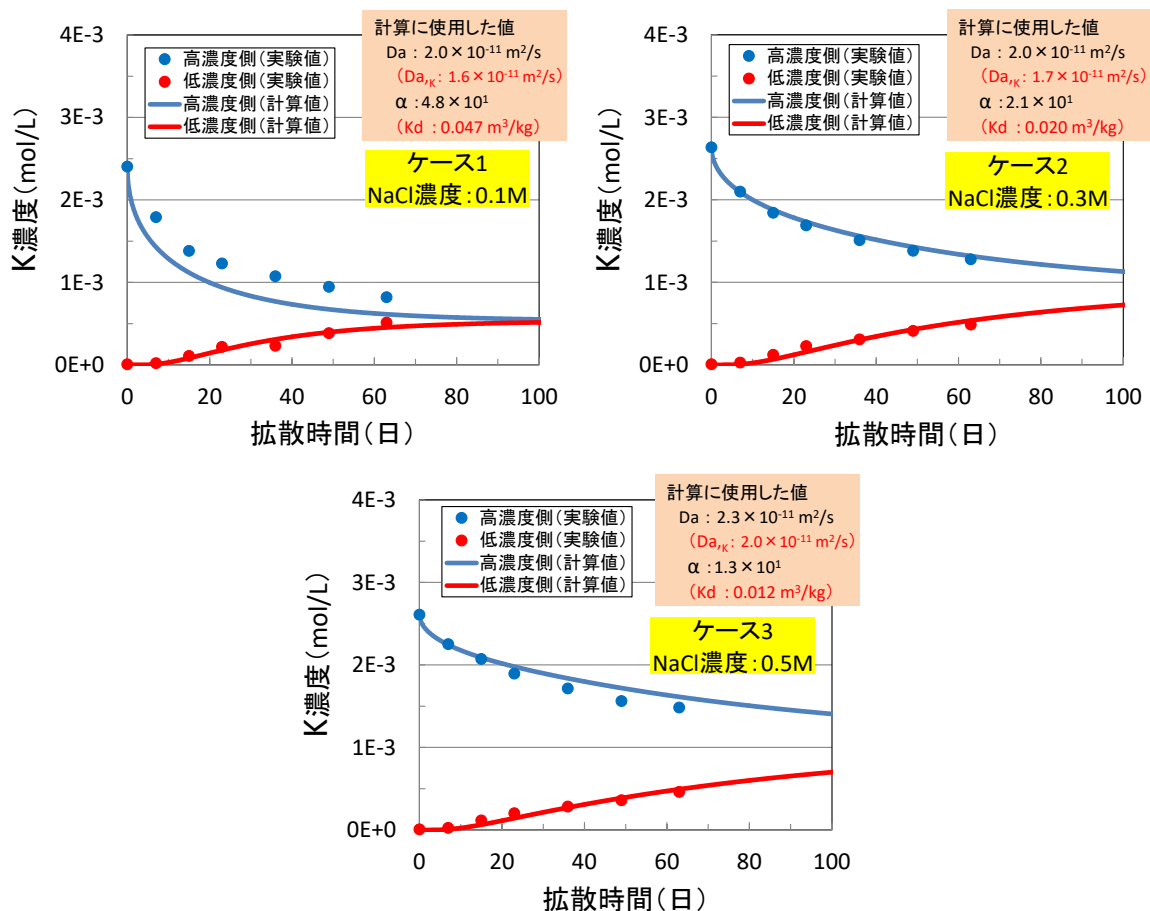 4E-3
3E-3
2E-3
1E-3
0E+0
K濃度(mol/L)
高濃度側(実験値)
低濃度側(実験値)
高濃度側(計算値)
低濃度側(計算値)
計算に使用した値
Da : 2.0×10⁻¹¹ m²/s
(Da,K: 1.6×10⁻¹¹ m²/s)
α : 4.8×10¹
(Kd : 0.047 m³/kg)
ケース1
NaCl濃度:0.1M
0 20 40 60 80 100
拡散時間(日)
4E-3
3E-3
2E-3
1E-3
0E+0
K濃度(mol/L)
高濃度側(実験値)
低濃度側(実験値)
高濃度側(計算値)
低濃度側(計算値)
計算に使用した値
Da : 2.0×10⁻¹¹ m²/s
(Da,K: 1.7×10⁻¹¹ m²/s)
α : 2.1×10¹
(Kd : 0.020 m³/kg)
ケース2
NaCl濃度:0.3M
0 20 40 60 80 100
拡散時間(日)
4E-3
3E-3
2E-3
1E-3
0E+0
K濃度(mol/L)
高濃度側(実験値)
低濃度側(実験値)
高濃度側(計算値)
低濃度側(計算値)
計算に使用した値
Da : 2.3×10⁻¹¹ m²/s
(Da,K: 2.0×10⁻¹¹ m²/s)
α : 1.3×10¹
(Kd : 0.012 m³/kg)
ケース3
NaCl濃度:0.5M
0 20 40 60 80 100
拡散時間(日)